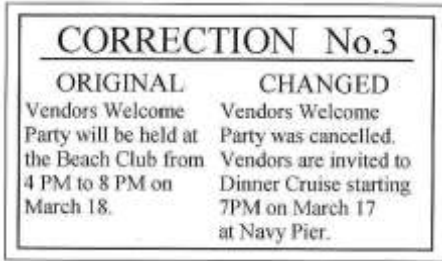 CORRECTION No.3
ORIGINAL
Vendors Welcome
Party will be held at
the Beach Club from
4 PM to 8 PM on
March 18.
CHANGED
Vendors Welcome
Party was cancelled.
Vendors are invited to
Dinner Cruise starting
7PM on March 17
at Navy Pier.